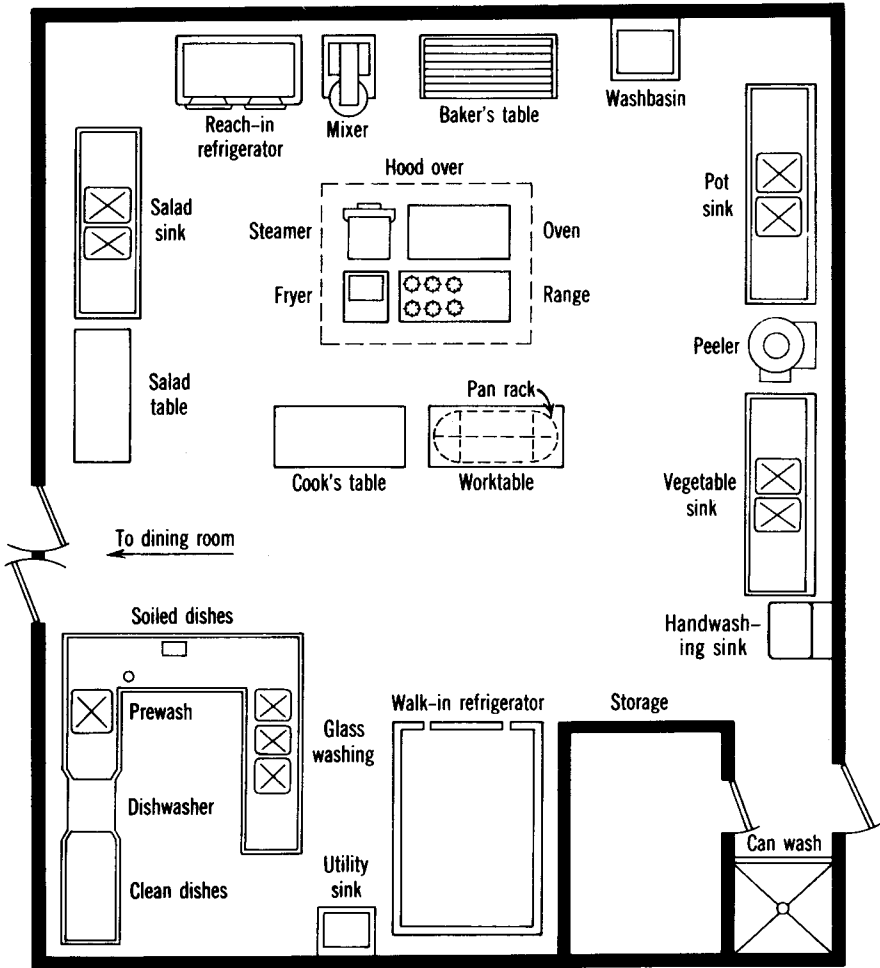 Reach-in
refrigerator
Mixer
Baker's table
Washbasin
Hood over
Salad
sink
Steamer
Oven
Pot
sink
Fryer
Range
Peeler
Salad
table
Pan rack
Cook's table
Worktable
Vegetable
sink
To dining room
Soiled dishes
Handwash-
ing sink
Prewash
Glass
washing
Walk-in refrigerator
Storage
Dishwasher
Can wash
Clean dishes
Utility
sink